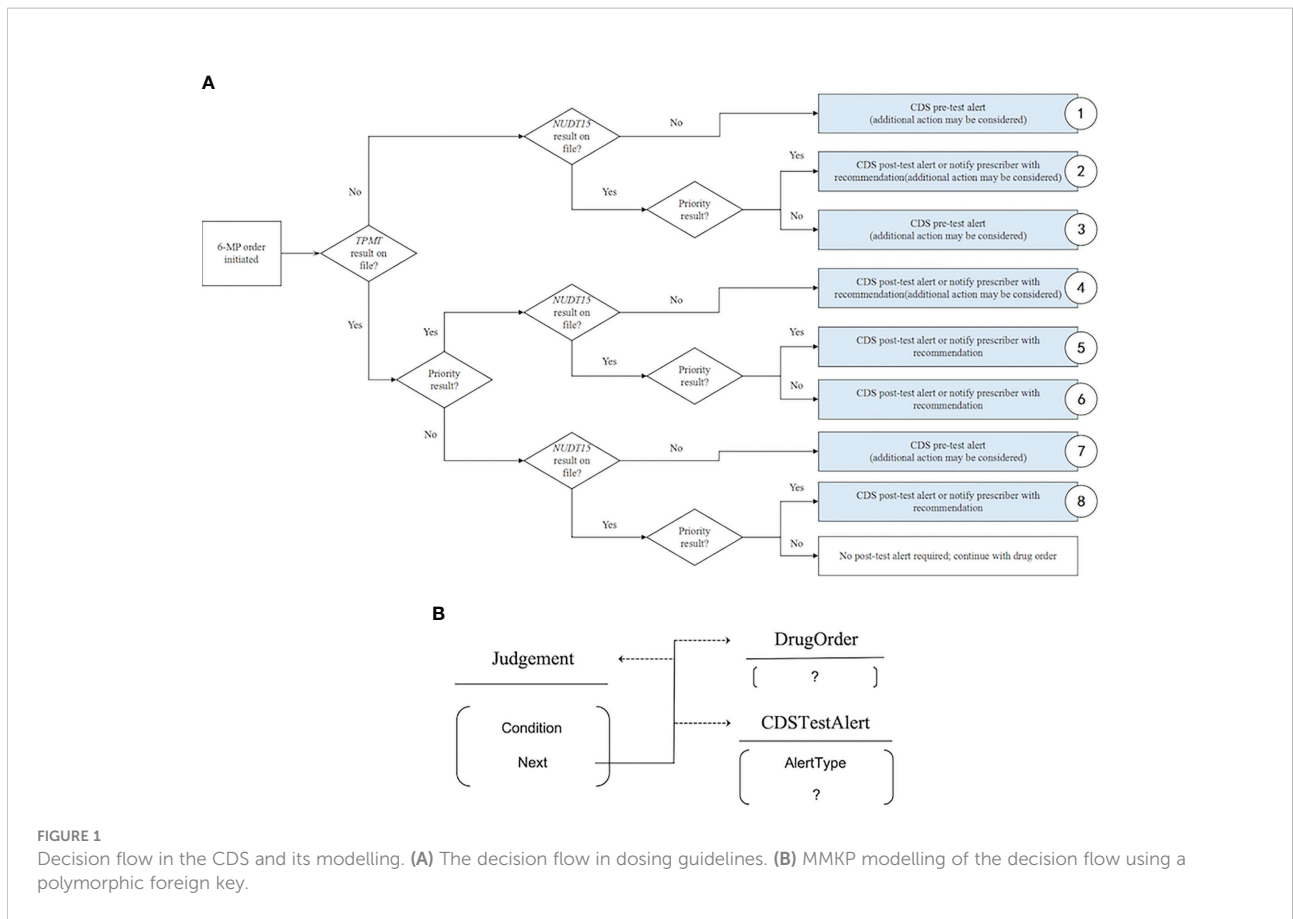 A
CDS pre-test alert
(additional action may be considered)
1
NUDT15
result on
file?
No
Yes
CDS post-test alert or notify prescriber with
recommendation(additional action may be considered)
2
Yes
Priority
result?
No
No
CDS pre-test alert
(additional action may be considered)
3
6-MP order
initiated
TPMT
result on
file?
CDS post-test alert or notify prescriber with
recommendation(additional action may be considered)
4
NUDT15
result on
file?
No
Yes
Yes
Yes
CDS post-test alert or notify prescriber with
recommendation
5
Yes
Priority
result?
Priority
result?
No
CDS post-test alert or notify prescriber with
recommendation
6
No
NUDT15
result on
file?
No
CDS pre-test alert
(additional action may be considered)
7
Yes
CDS post-test alert or notify prescriber with
recommendation
8
Yes
Priority
result?
No
No post-test alert required; continue with drug order
B
Judgement
Condition
Next
DrugOrder
?
CDSTestAlert
AlertType
?
FIGURE 1
Decision flow in the CDS and its modelling. (A) The decision flow in dosing guidelines. (B) MMKP modelling of the decision flow using a
polymorphic foreign key.